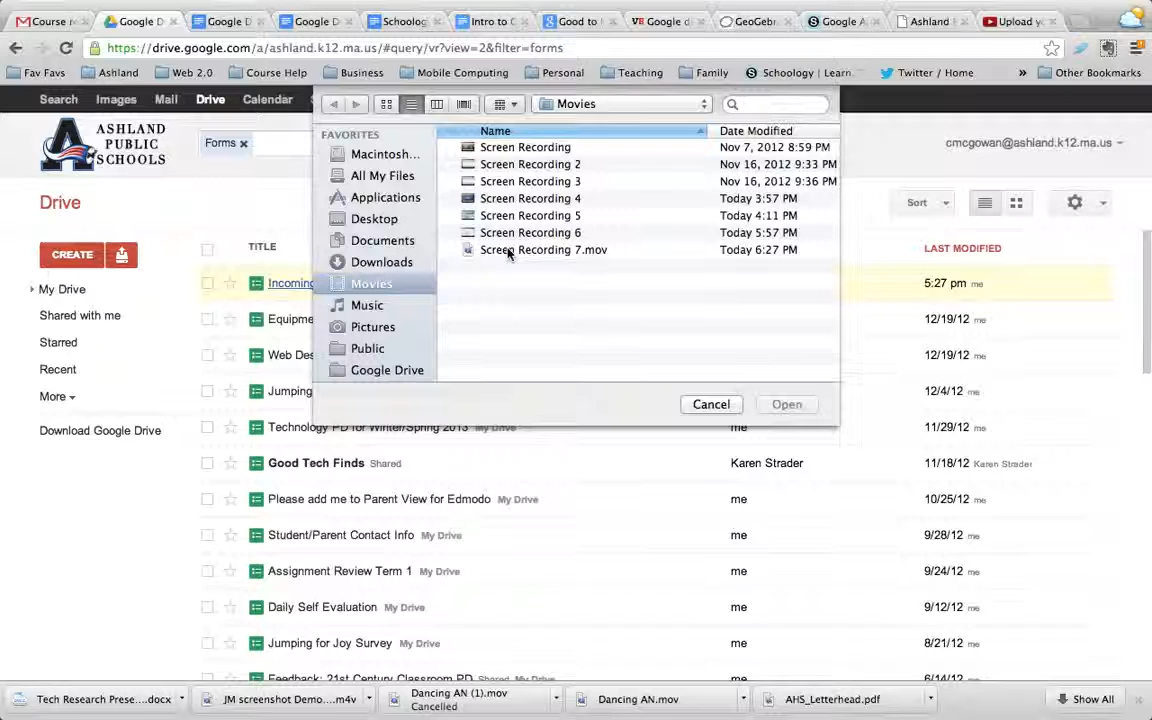 Course r
Google D
Google D
Google D
Schoolog
Intro to C
Good to
Google d
GeoGebr
Google A
Ashland
Upload y
https://drive.google.com/a/ashland.k12.ma.us/#query/vr?view=2&filter=forms
Fav Favs
Ashland
Web 2.0
Course Help
Business
Mobile Computing
Personal
Teaching
Family
Schoology | Learn
Twitter / Home
»
Other Bookmarks
Search Images Mail Drive Calendar
Movies
ASHLAND
PUBLIC
SCHOOLS
Forms
cmcgowan@ashland.k12.ma.us
FAVORITES
Macintosh...
All My Files
Applications
Desktop
Documents
Downloads
Movies
Music
Pictures
Public
Google Drive
Name Date Modified
Screen Recording Nov 7, 2012 8:59 PM
Screen Recording 2 Nov 16, 2012 9:33 PM
Screen Recording 3 Nov 16, 2012 9:36 PM
Screen Recording 4 Today 3:57 PM
Screen Recording 5 Today 4:11 PM
Screen Recording 6 Today 5:57 PM
Screen Recording 7.mov Today 6:27 PM
Cancel Open
Drive
Sort
CREATE
My Drive
Shared with me
Starred
Recent
More
Download Google Drive
TITLE LAST MODIFIED
Incoming 5:27 pm me
Equipme 12/19/12 me
Web Des 12/19/12 me
Jumping 12/4/12 me
Technology PD for Winter/Spring 2013 My Drive me 11/29/12 me
Good Tech Finds Shared Karen Strader 11/18/12 Karen Strader
Please add me to Parent View for Edmodo My Drive me 10/25/12 me
Student/Parent Contact Info My Drive me 9/28/12 me
Assignment Review Term 1 My Drive me 9/24/12 me
Daily Self Evaluation My Drive me 9/12/12 me
Jumping for Joy Survey My Drive me 8/21/12 me
Feedback: 21st Century Classroom PD Shared me 6/14/12 me
Tech Research Prese....docx
JM screenshot Demo....m4v
Dancing AN (1).mov
Cancelled
Dancing AN.mov
AHS_Letterhead.pdf
Show All